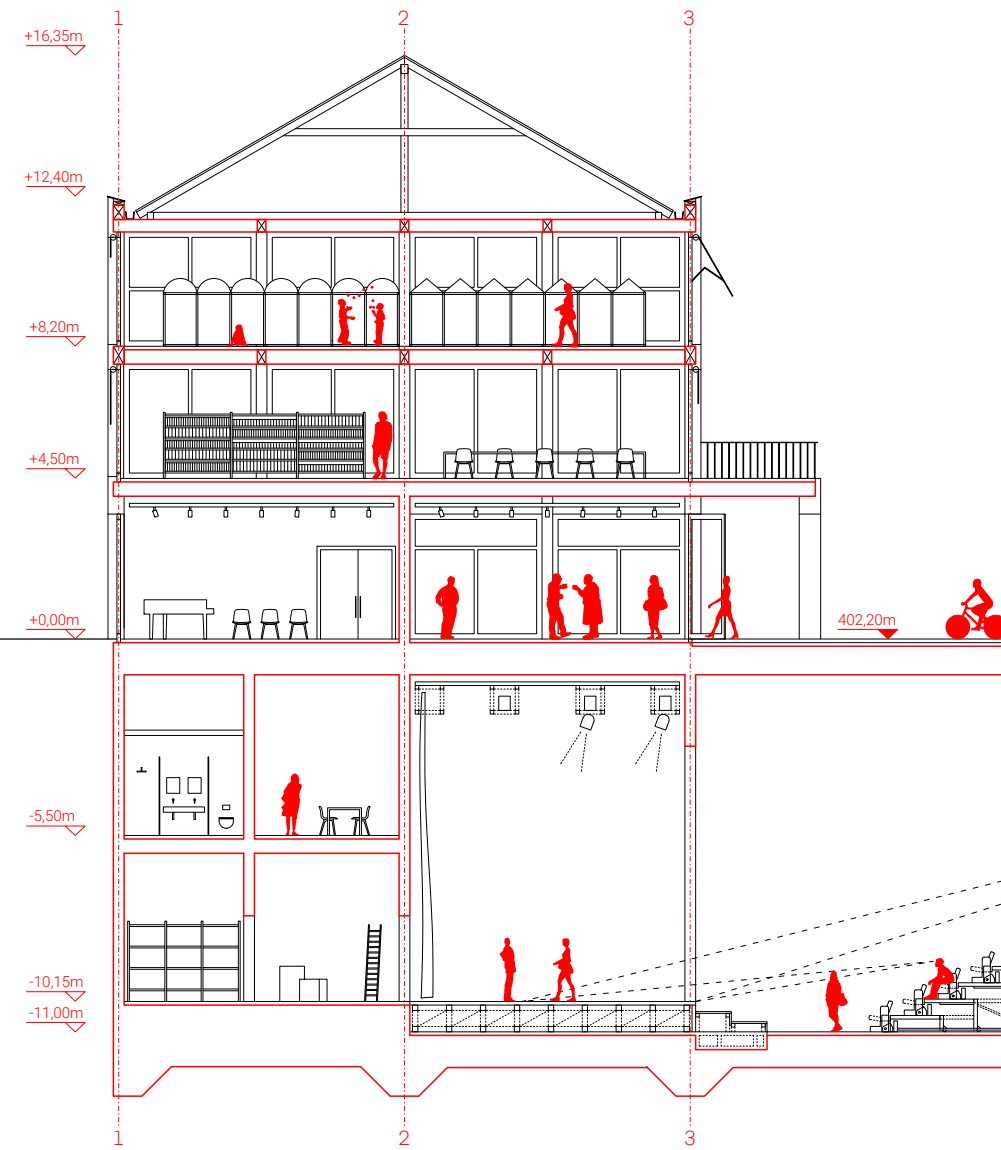 1 2 3
+16,35m
+12,40m
+8,20m
+4,50m
+0,00m
402,20m
-5,50m
-10,15m
-11,00m
1 2 3